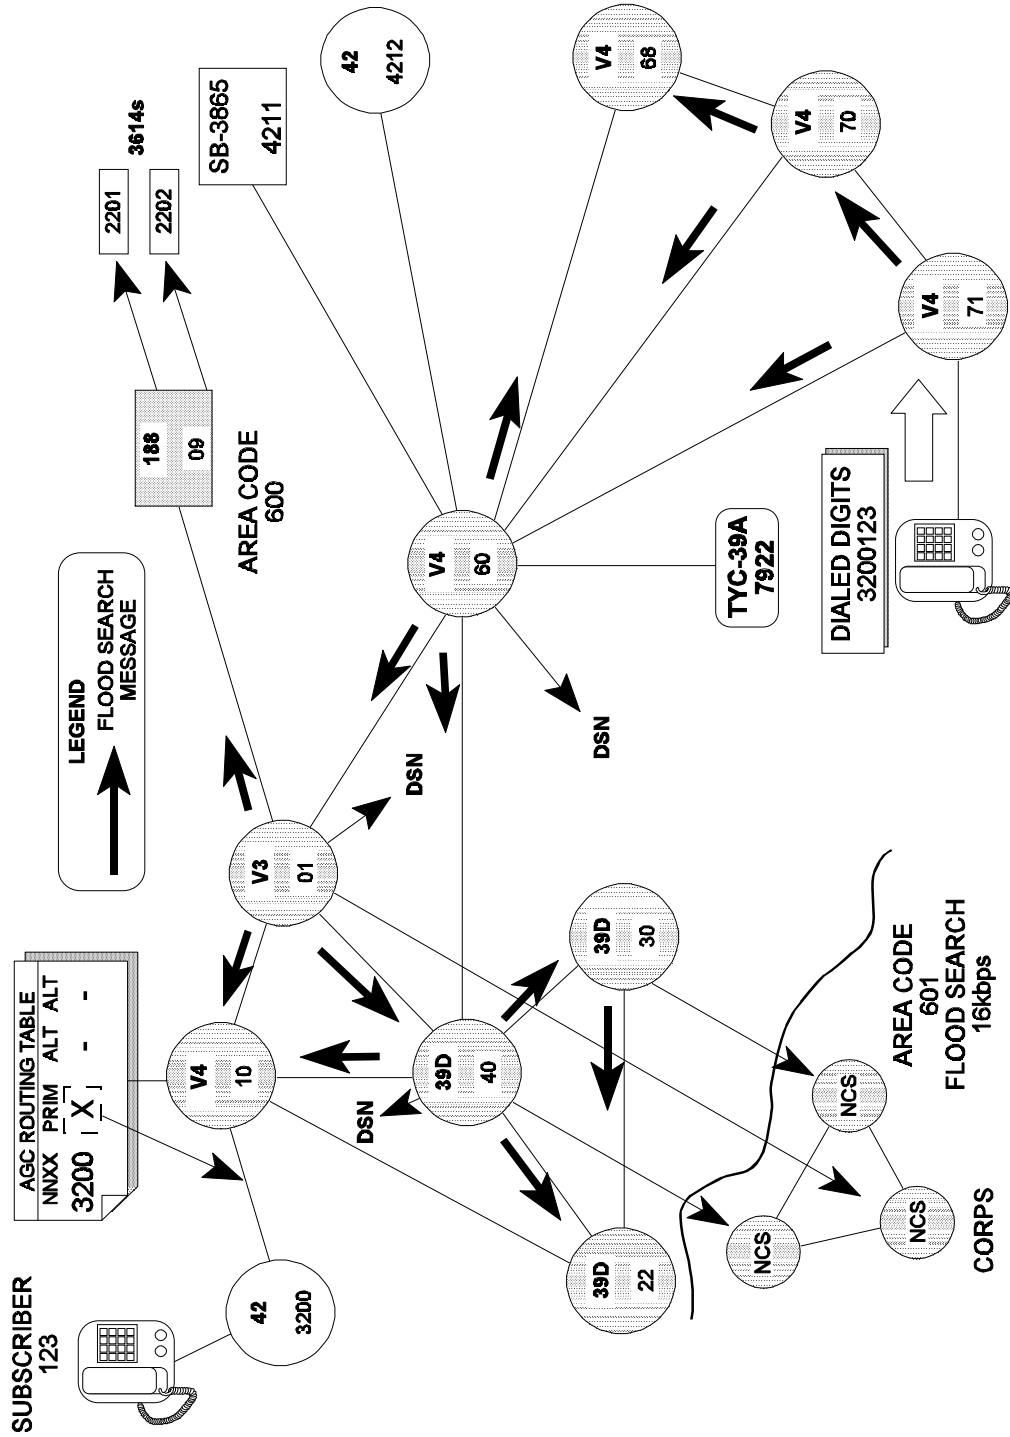 SUBSCRIBER
123
AGC ROUTING TABLE
NNXX PRIM ALT ALT
3200 X - -
LEGEND
FLOOD SEARCH
MESSAGE
2201
2202
3614s
188
09
AREA CODE
600
SB-3865
4211
42
4212
42
3200
V4
10
V3
01
DSN
39D
40
DSN
V4
60
DSN
V4
68
V4
70
V4
71
39D
22
39D
30
TYC-39A
7922
DIALED DIGITS
3200123
NCS
NCS
NCS
CORPS
AREA CODE
601
FLOOD SEARCH
16kbps